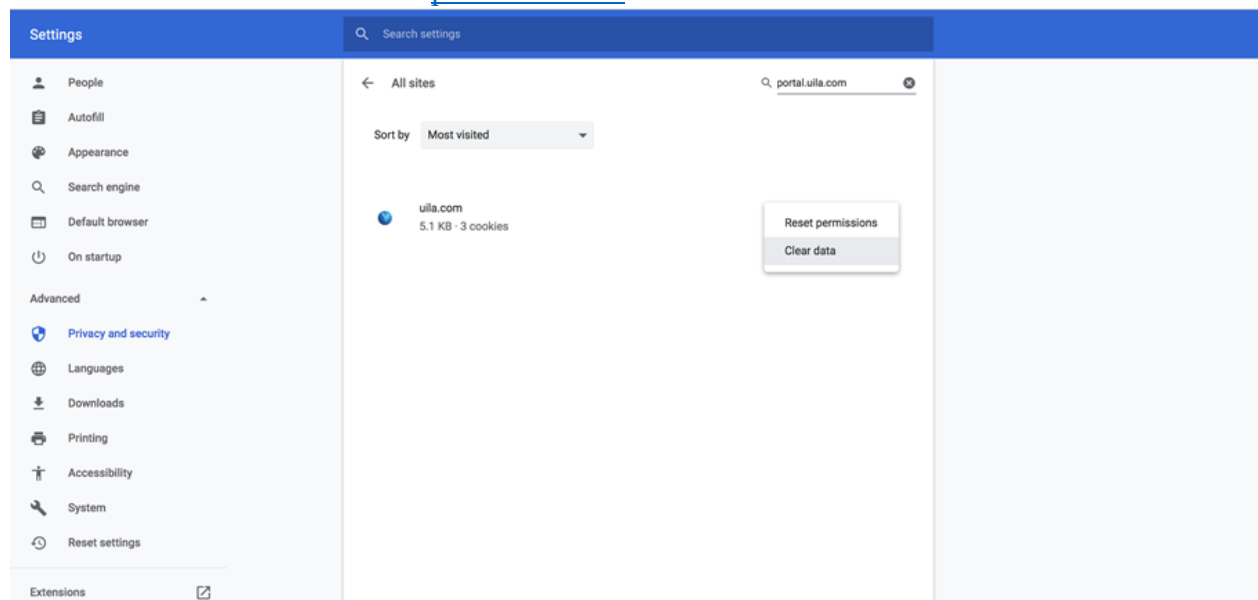 Settings
Search settings
People
Autofill
Appearance
Search engine
Default browser
On startup
Advanced
Privacy and security
Languages
Downloads
Printing
Accessibility
System
Reset settings
Extensions
All sites
portal.uila.com
Sort by Most visited
uila.com
5.1 KB · 3 cookies
Reset permissions
Clear data